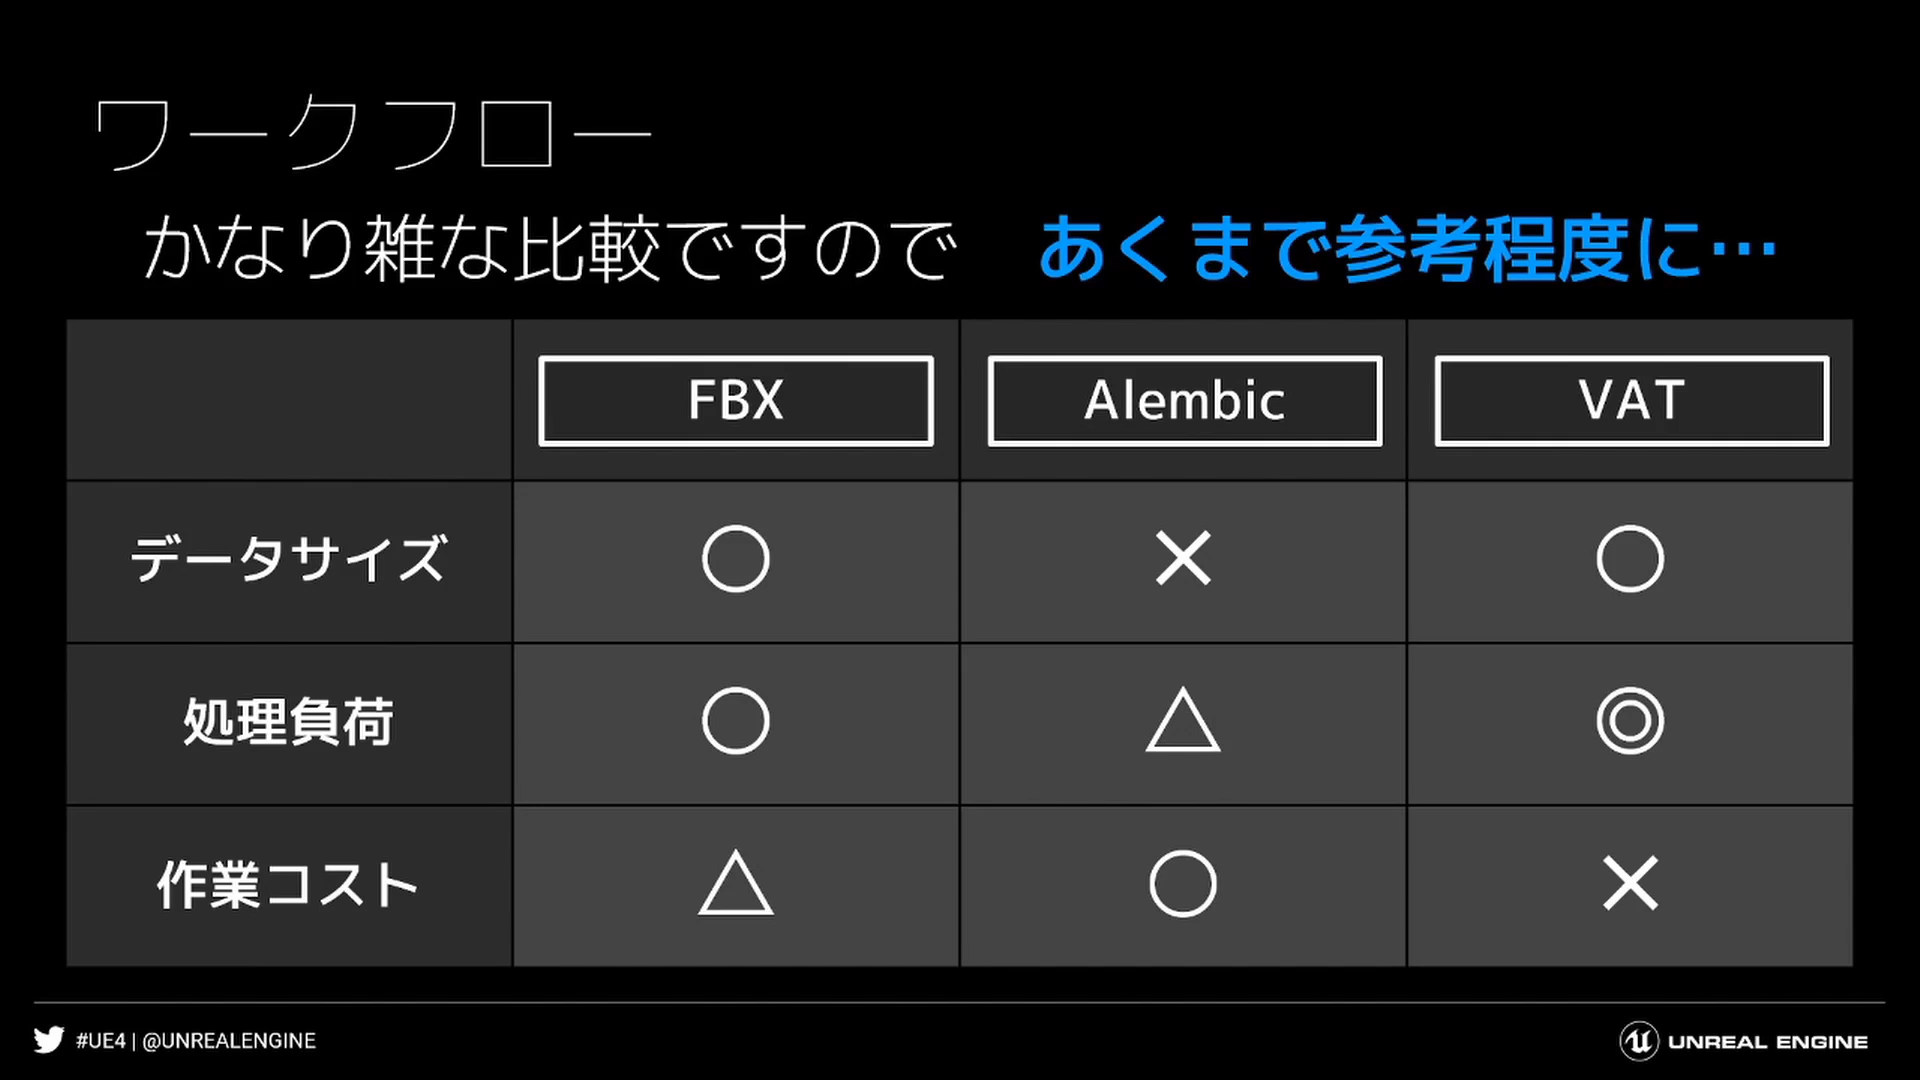 ワークフロー
かなり雑な比較ですので あくまで参考程度に…
FBX Alembic VAT
データサイズ ○ × ○
処理負荷 ○ △ ◎
作業コスト △ ○ ×
#UE4 | @UNREALENGINE
UNREAL ENGINE